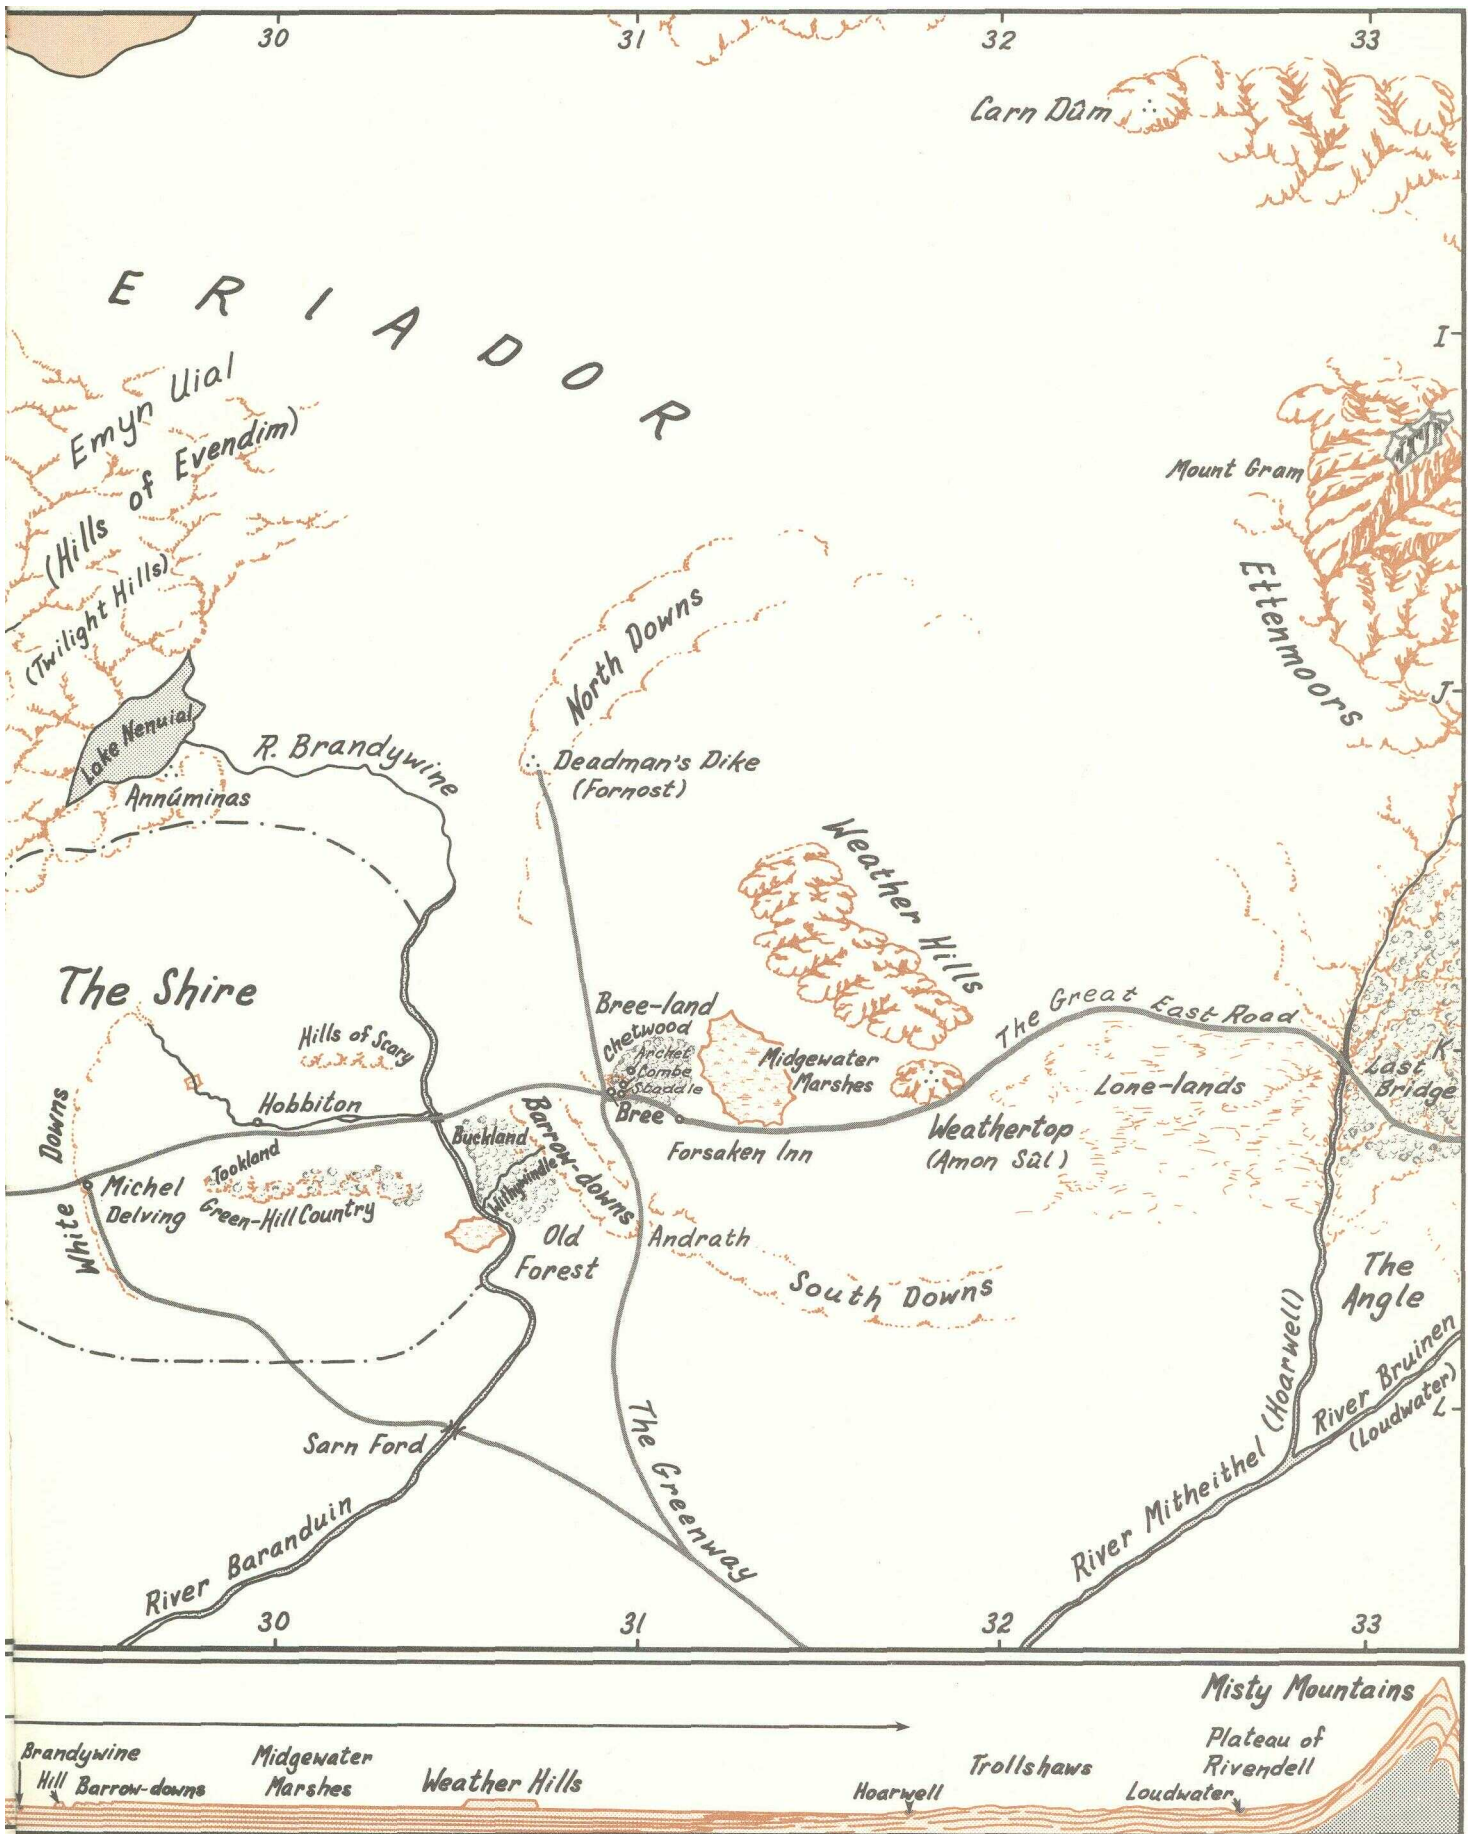 30
31
32
33
Carn Dûm
ERIADOR
I
Emyn Uial
(Hills of Evendim)
(Twilight Hills)
Mount Gram
Ettenmoors
North Downs
J
Lake Nenuial
R. Brandywine
Annúminas
Deadman's Dike
(Fornost)
Weather Hills
The Shire
Hills of Scary
Bree-land
Chetwood
Archet
Combe
Staddle
Bree
Midgewater
Marshes
The Great East Road
K
Last
Bridge
Lone-lands
Hobbiton
Buckland
Barrow-downs
Withywindle
Forsaken Inn
Weathertop
(Amon Sûl)
White Downs
Michel
Delving
Tookland
Green-Hill Country
Old
Forest
Andrath
South Downs
The
Angle
River Bruinen
(Loudwater)
L
Sarn Ford
The Greenway
River Mitheithel (Hoarwell)
River Baranduin
30
31
32
33
Misty Mountains
Brandywine
Hill
Barrow-downs
Midgewater
Marshes
Weather Hills
Hoarwell
Trollshaws
Loudwater
Plateau of
Rivendell